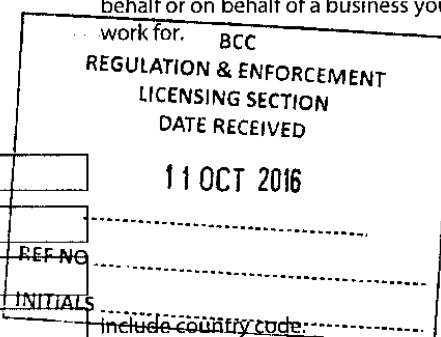 behalf or on behalf of a business you
work for.
BCC
REGULATION & ENFORCEMENT
LICENSING SECTION
DATE RECEIVED
11 OCT 2016
REF NO
INITIALS
include country code.